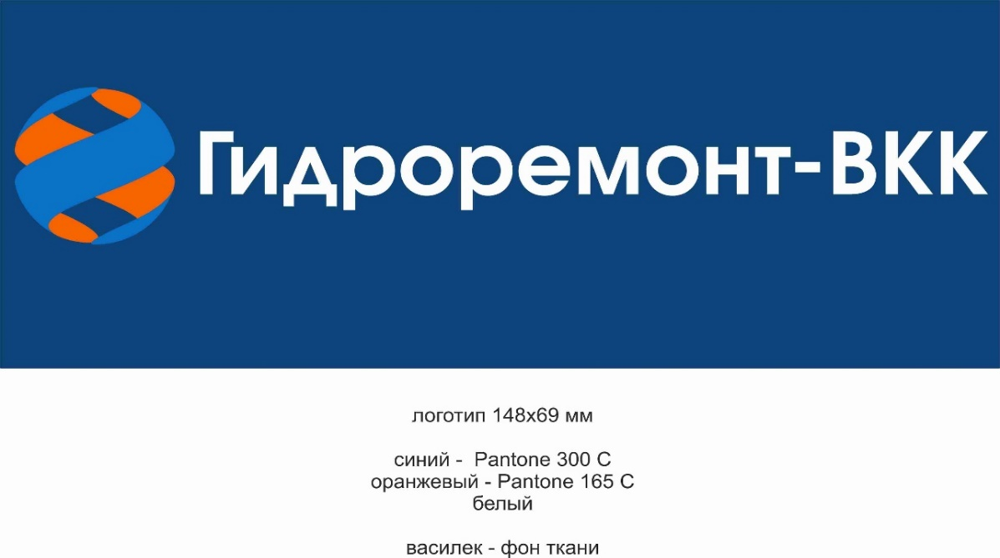 Гидроремонт-ВКК
логотип 148х69 мм
синий - Pantone 300 C
оранжевый - Pantone 165 C
белый
василек - фон ткани